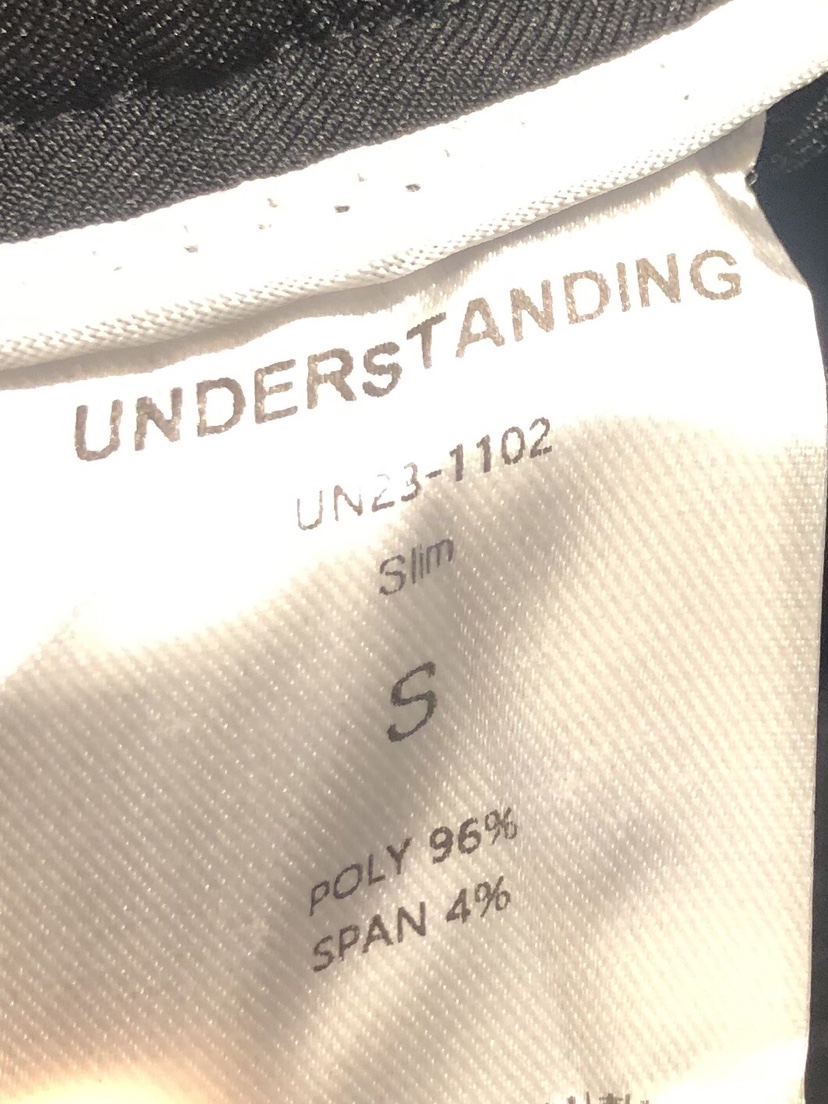 UNDERSTANDING
UN23-1102
Slim
S
POLY 96%
SPAN 4%